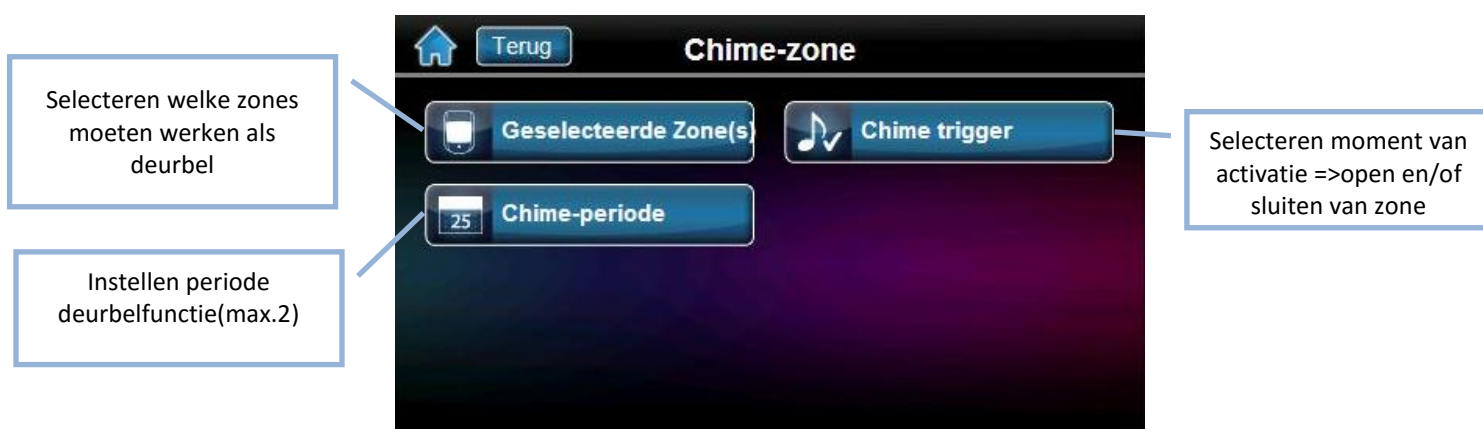 Terug
Chime-zone
Selecteren welke zones
moeten werken als
deurbel
Geselecteerde Zone(s)
Chime trigger
Selecteren moment van
activatie =>open en/of
sluiten van zone
25
Chime-periode
Instellen periode
deurbelfunctie(max.2)